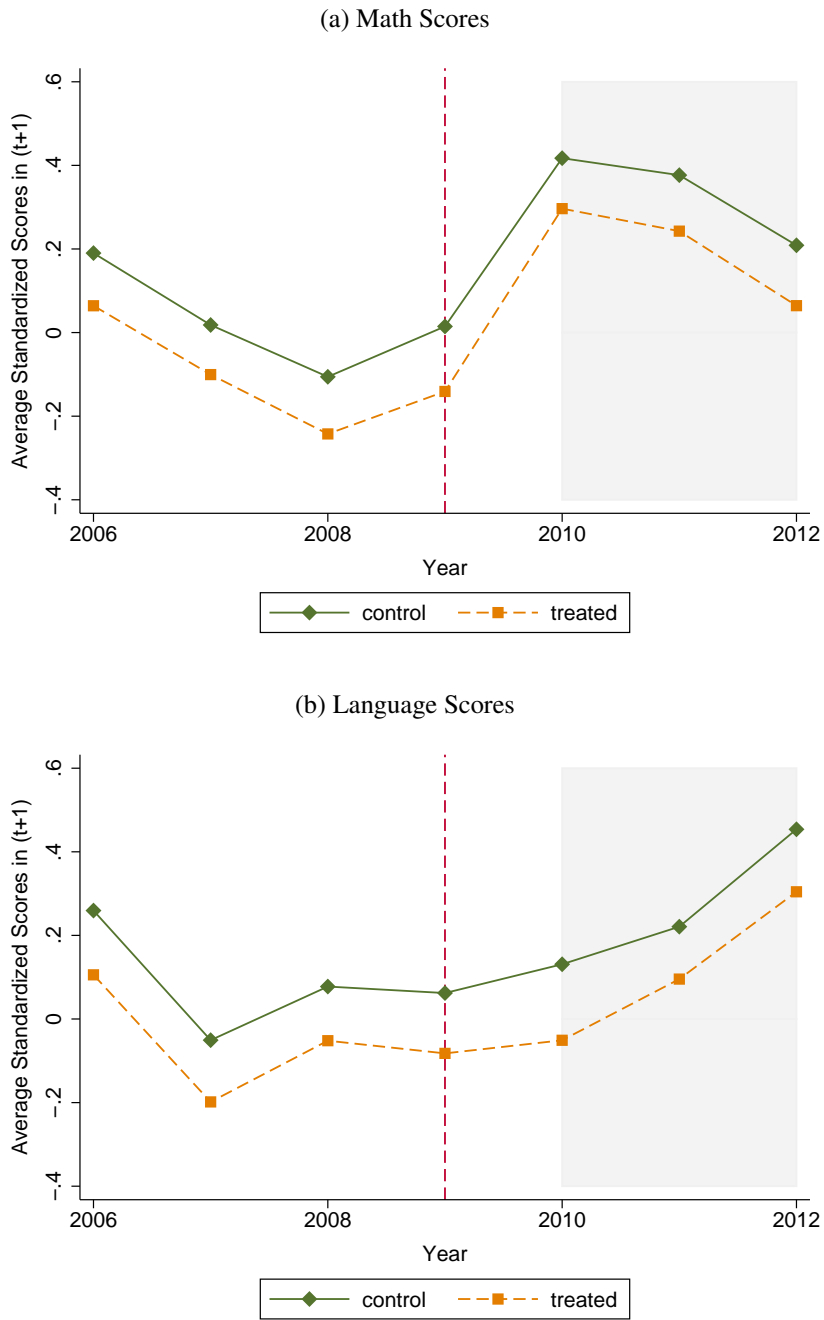 (a) Math Scores
Average Standardized Scores in (t+1)
.6
.4
.2
0
-.2
-.4
2006 2008 2010 2012
Year
control treated
(b) Language Scores
Average Standardized Scores in (t+1)
.6
.4
.2
0
-.2
-.4
2006 2008 2010 2012
Year
control treated